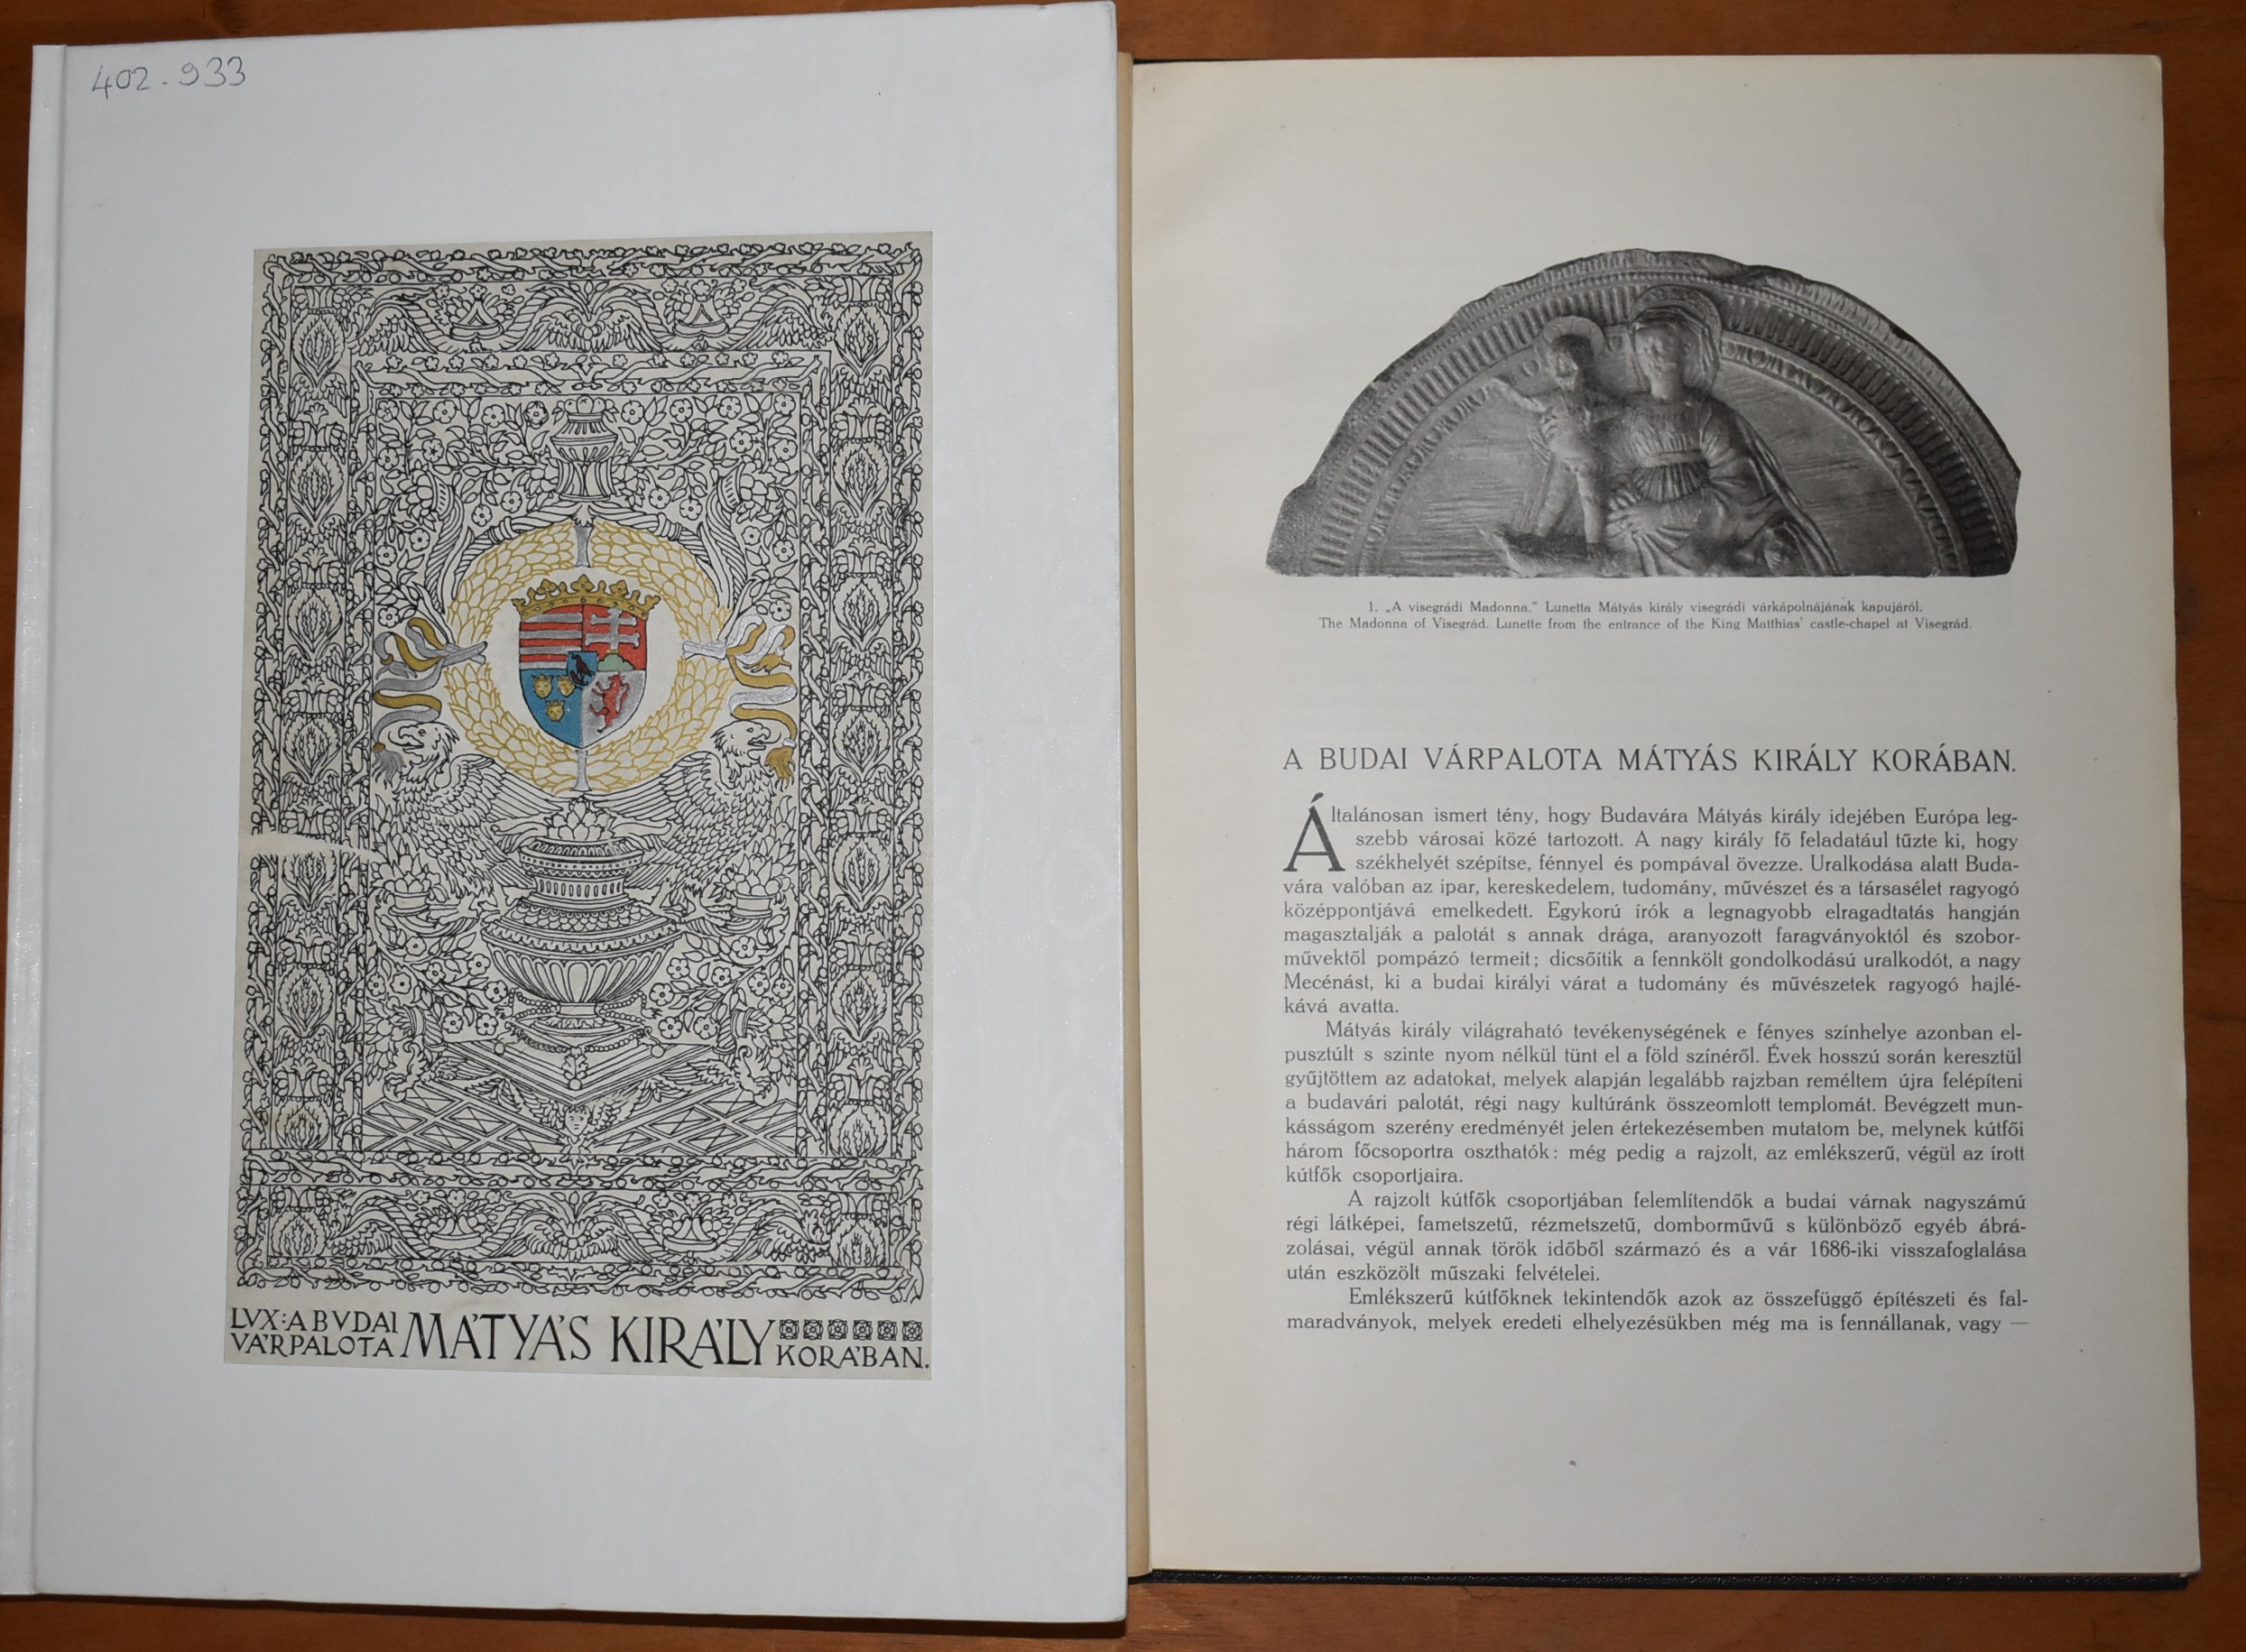 402.933
LVX: A BVDAI
VÁRPALOTA
MÁTYÁS KIRÁLY
KORÁBAN.
1. „A visegrádi Madonna." Lunetta Mátyás király visegrádi várkápolnájának kapujáról.
The Madonna of Visegrád. Lunette from the entrance of the King Matthias' castle-chapel at Visegrád.
A BUDAI VÁRPALOTA MÁTYÁS KIRÁLY KORÁBAN.
Általánosan ismert tény, hogy Budavára Mátyás király idejében Európa leg-
szebb városai közé tartozott. A nagy király fő feladatául tűzte ki, hogy
székhelyét szépítse, fénnyel és pompával övezze. Uralkodása alatt Buda-
vára valóban az ipar, kereskedelem, tudomány, művészet és a társasélet ragyogó
középpontjává emelkedett. Egykorú írók a legnagyobb elragadtatás hangján
magasztalják a palotát s annak drága, aranyozott faragványoktól és szobor-
művektől pompázó termeit; dicsőítik a fennkölt gondolkodású uralkodót, a nagy
Mecénást, ki a budai királyi várat a tudomány és művészetek ragyogó hajlé-
kává avatta.
Mátyás király világraható tevékenységének e fényes színhelye azonban el-
pusztúlt s szinte nyom nélkül tünt el a föld színéről. Évek hosszú során keresztül
gyűjtöttem az adatokat, melyek alapján legalább rajzban reméltem újra felépíteni
a budavári palotát, régi nagy kultúránk összeomlott templomát. Bevégzett mun-
kásságom szerény eredményét jelen értekezésemben mutatom be, melynek kútfői
három főcsoportra oszthatók: még pedig a rajzolt, az emlékszerű, végül az írott
kútfők csoportjaira.
A rajzolt kútfők csoportjában felemlítendők a budai várnak nagyszámú
régi látképei, fametszetű, rézmetszetű, domborművű s különböző egyéb ábrá-
zolásai, végül annak török időből származó és a vár 1686-iki visszafoglalása
után eszközölt műszaki felvételei.
Emlékszerű kútfőknek tekintendők azok az összefüggő építészeti és fal-
maradványok, melyek eredeti elhelyezésükben még ma is fennállanak, vagy —